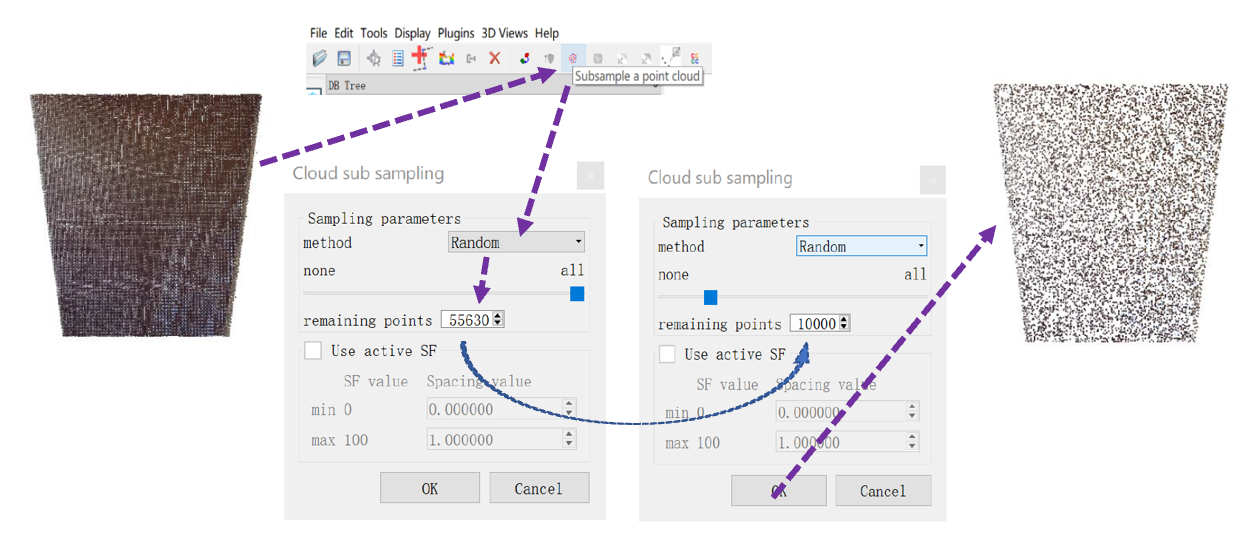 File Edit Tools Display Plugins 3D Views Help
Subsample a point cloud
DB Tree
Cloud sub sampling
Sampling parameters
method Random
none all
remaining points 55630
Use active SF
SF value Spacing value
min 0 0.000000
max 100 1.000000
OK Cancel
Cloud sub sampling
Sampling parameters
method Random
none all
remaining points 10000
Use active SF
SF value Spacing value
min 0 0.000000
max 100 1.000000
OK Cancel